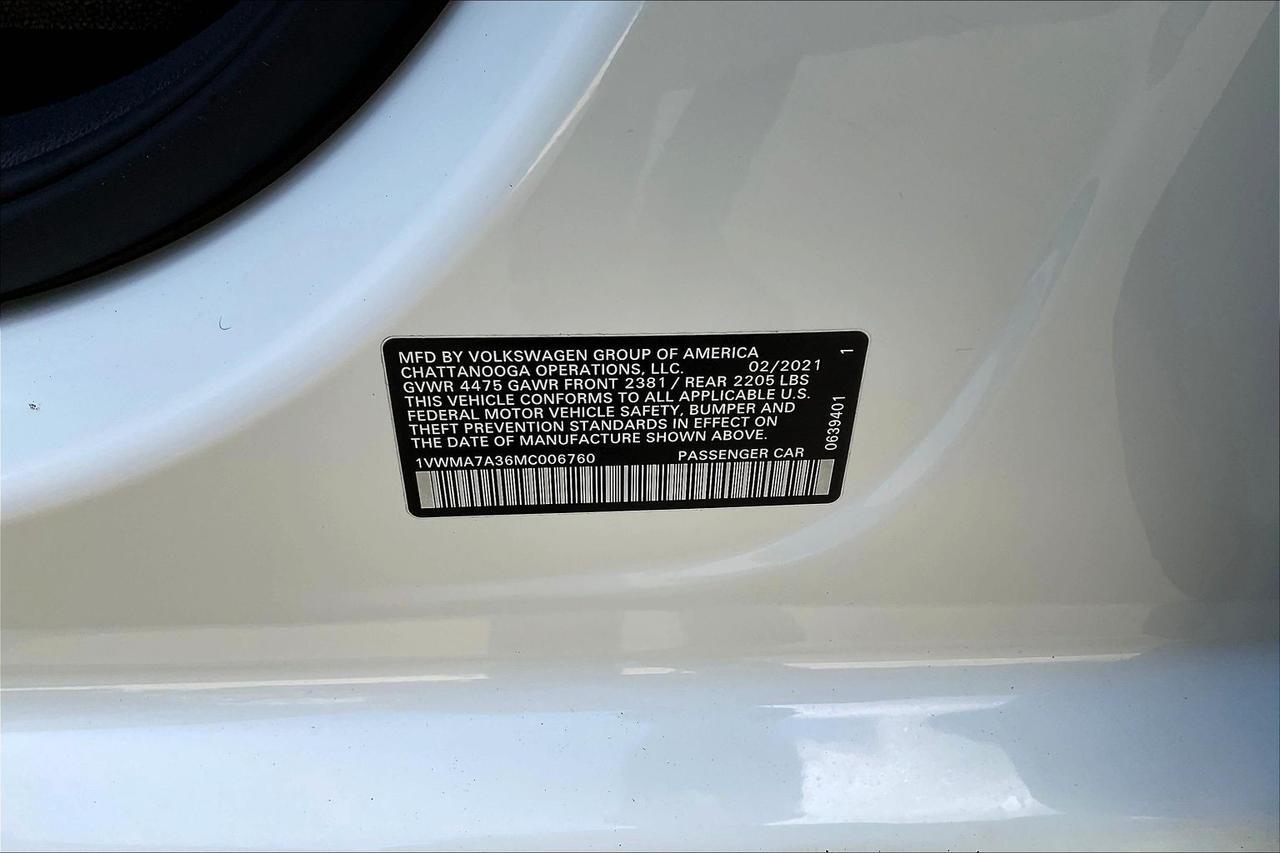 MFD BY VOLKSWAGEN GROUP OF AMERICA
CHATTANOOGA OPERATIONS, LLC. 02/2021
GVWR 4475 GAWR FRONT 2381 / REAR 2205 LBS
THIS VEHICLE CONFORMS TO ALL APPLICABLE U.S.
FEDERAL MOTOR VEHICLE SAFETY, BUMPER AND
THEFT PREVENTION STANDARDS IN EFFECT ON
THE DATE OF MANUFACTURE SHOWN ABOVE.
1VWMA7A36MC006760 PASSENGER CAR
0639401 1